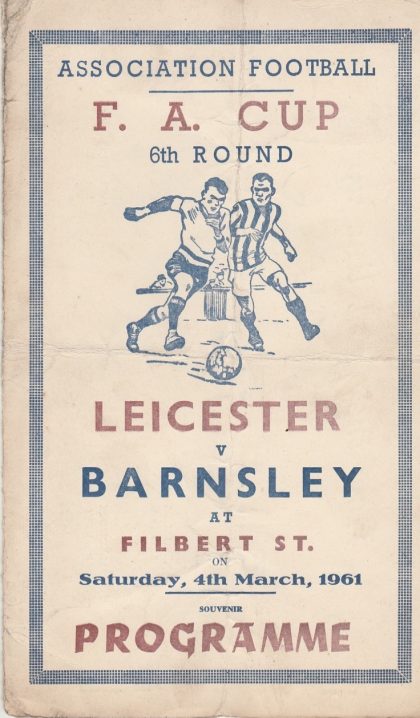 ASSOCIATION FOOTBALL
F. A. CUP
6th ROUND
LEICESTER
V
BARNSLEY
AT
FILBERT ST.
ON
Saturday, 4th March, 1961
SOUVENIR
PROGRAMME